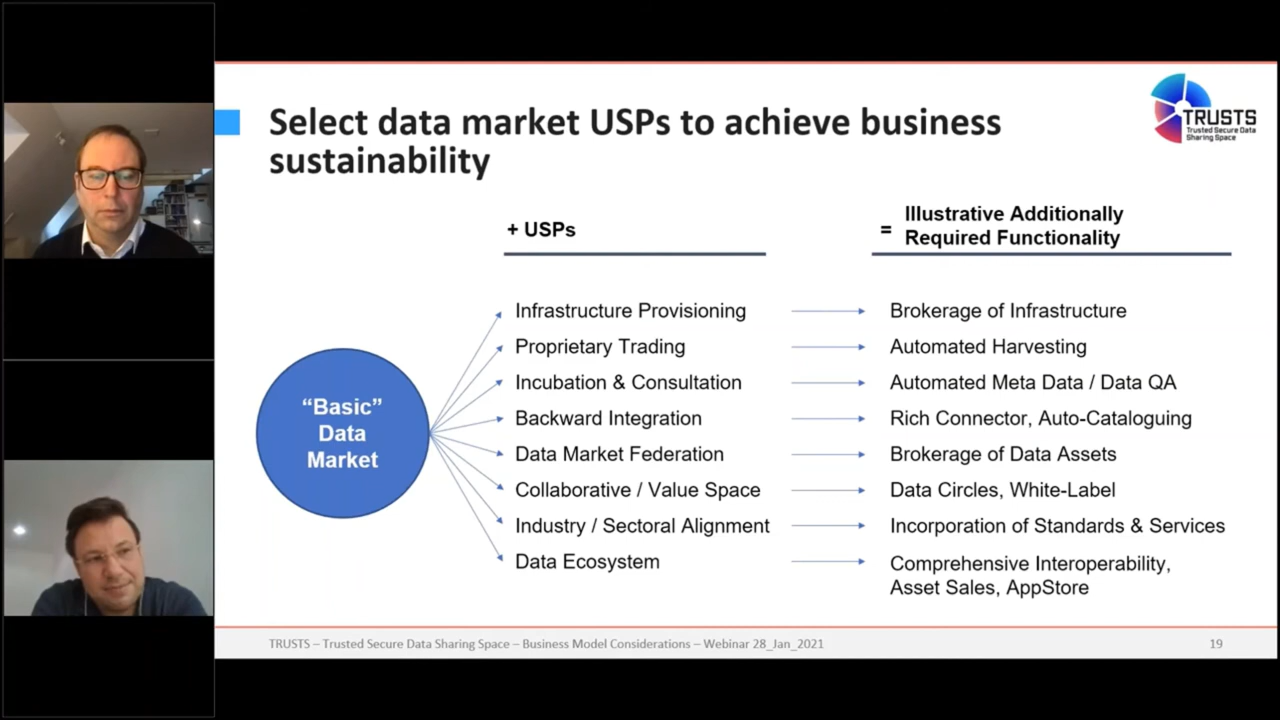 Select data market USPs to achieve business
sustainability
TRUSTS
Trusted Secure Data
Sharing Space
+ USPs
= Illustrative Additionally
Required Functionality
"Basic"
Data
Market
Infrastructure Provisioning
Brokerage of Infrastructure
Proprietary Trading
Automated Harvesting
Incubation & Consultation
Automated Meta Data / Data QA
Backward Integration
Rich Connector, Auto-Cataloguing
Data Market Federation
Brokerage of Data Assets
Collaborative / Value Space
Data Circles, White-Label
Industry / Sectoral Alignment
Incorporation of Standards & Services
Data Ecosystem
Comprehensive Interoperability,
Asset Sales, AppStore
TRUSTS – Trusted Secure Data Sharing Space – Business Model Considerations – Webinar 28_Jan_2021
19